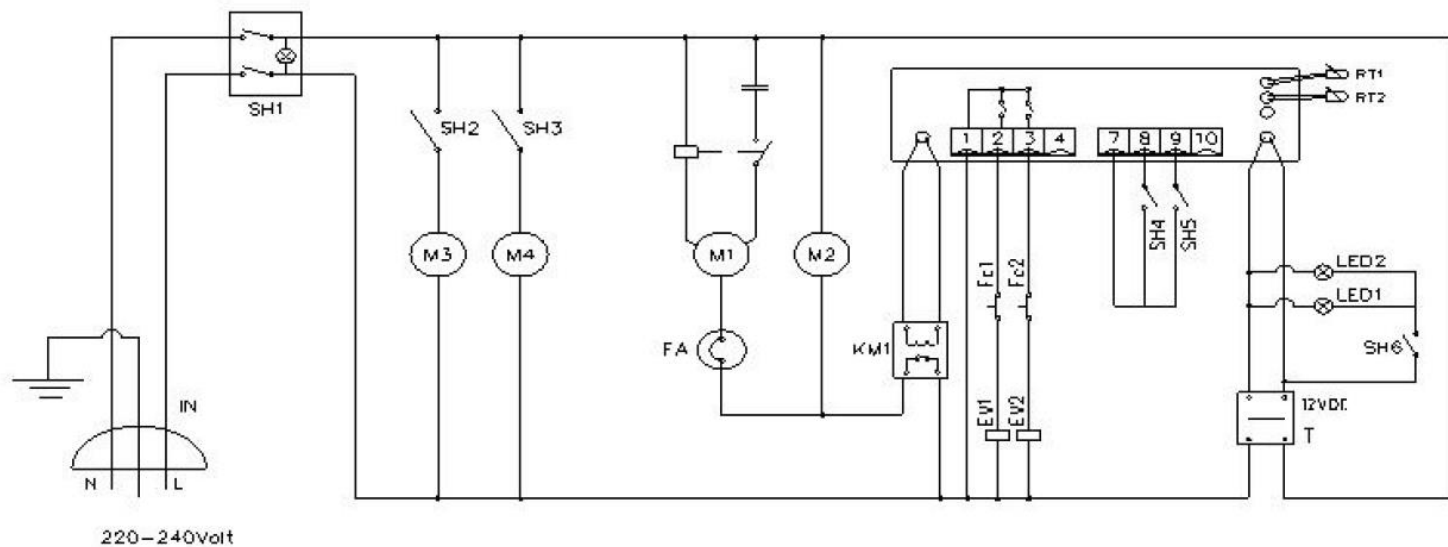 SH1
SH2
SH3
RT1
RT2
1 2 3 4
7 8 9 10
SH4
SH5
M3
M4
M1
M2
Fc1
Fc2
LED2
LED1
FA
KM1
SH6
EV1
EV2
12VDC
T
IN
N
L
220-240Volt